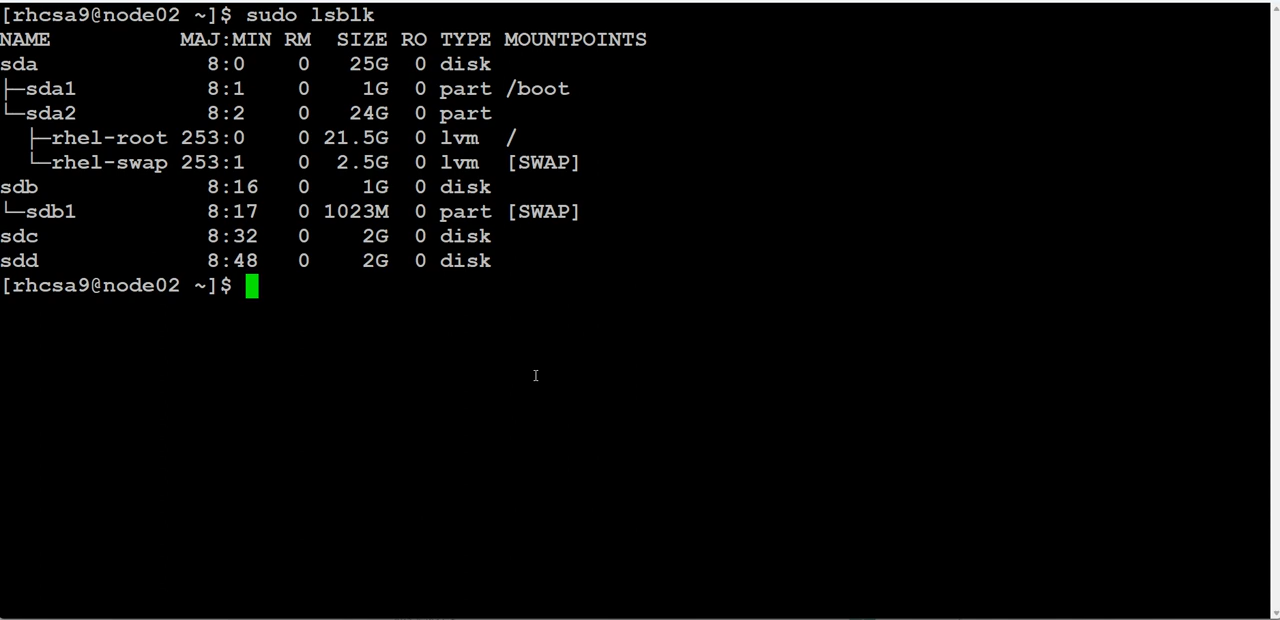 [rhcsa9@node02 ~]$ sudo lsblk
NAME          MAJ:MIN RM  SIZE RO TYPE MOUNTPOINTS
sda             8:0    0   25G  0 disk
├─sda1          8:1    0    1G  0 part /boot
└─sda2          8:2    0   24G  0 part
  ├─rhel-root 253:0    0 21.5G  0 lvm  /
  └─rhel-swap 253:1    0  2.5G  0 lvm  [SWAP]
sdb             8:16   0    1G  0 disk
└─sdb1          8:17   0 1023M  0 part [SWAP]
sdc             8:32   0    2G  0 disk
sdd             8:48   0    2G  0 disk
[rhcsa9@node02 ~]$